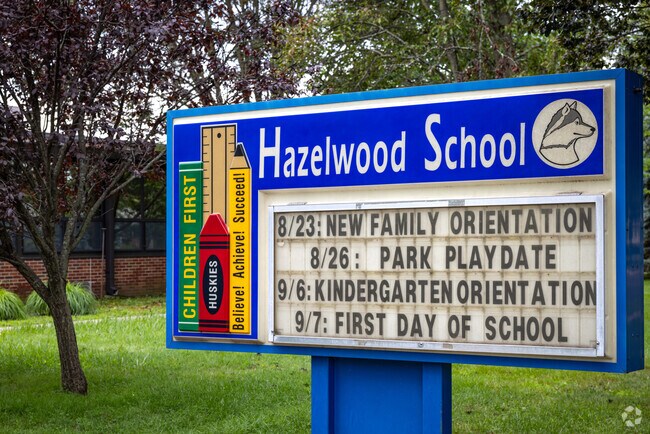 Hazelwood School
CHILDREN FIRST
HUSKIES
Believe! Achieve! Succeed!
8/23: NEW FAMILY ORIENTATION
8/26: PARK PLAYDATE
9/6: KINDERGARTEN ORIENTATION
9/7: FIRST DAY OF SCHOOL